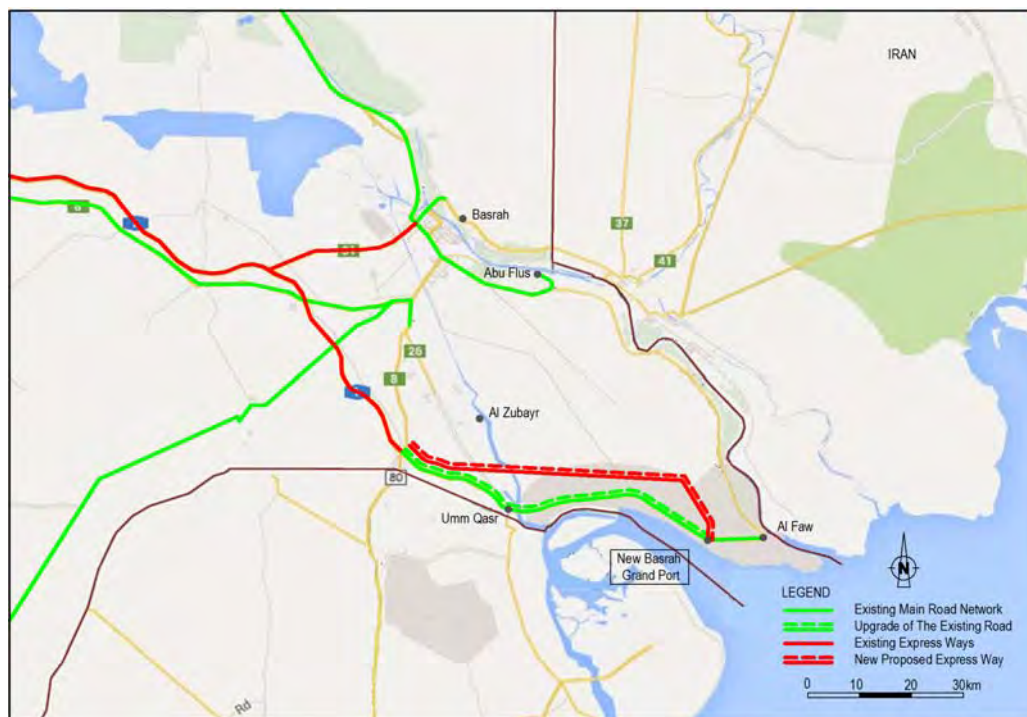 IRAN
37
Basrah
6
51
41
Abu Flus
26
8
Al Zubayr
80
Umm Qasr
Al Faw
New Basrah
Grand Port
N
LEGEND
Existing Main Road Network
Upgrade of The Existing Road
Existing Express Ways
New Proposed Express Way
0 10 20 30km
Rd